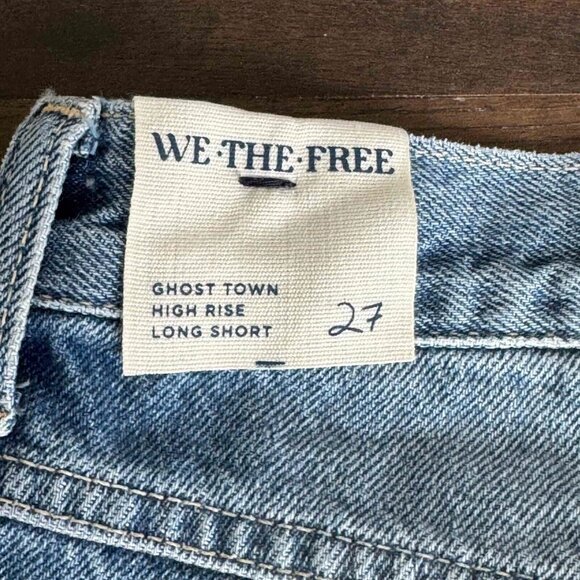 WE·THE·FREE
GHOST TOWN
HIGH RISE
LONG SHORT
27